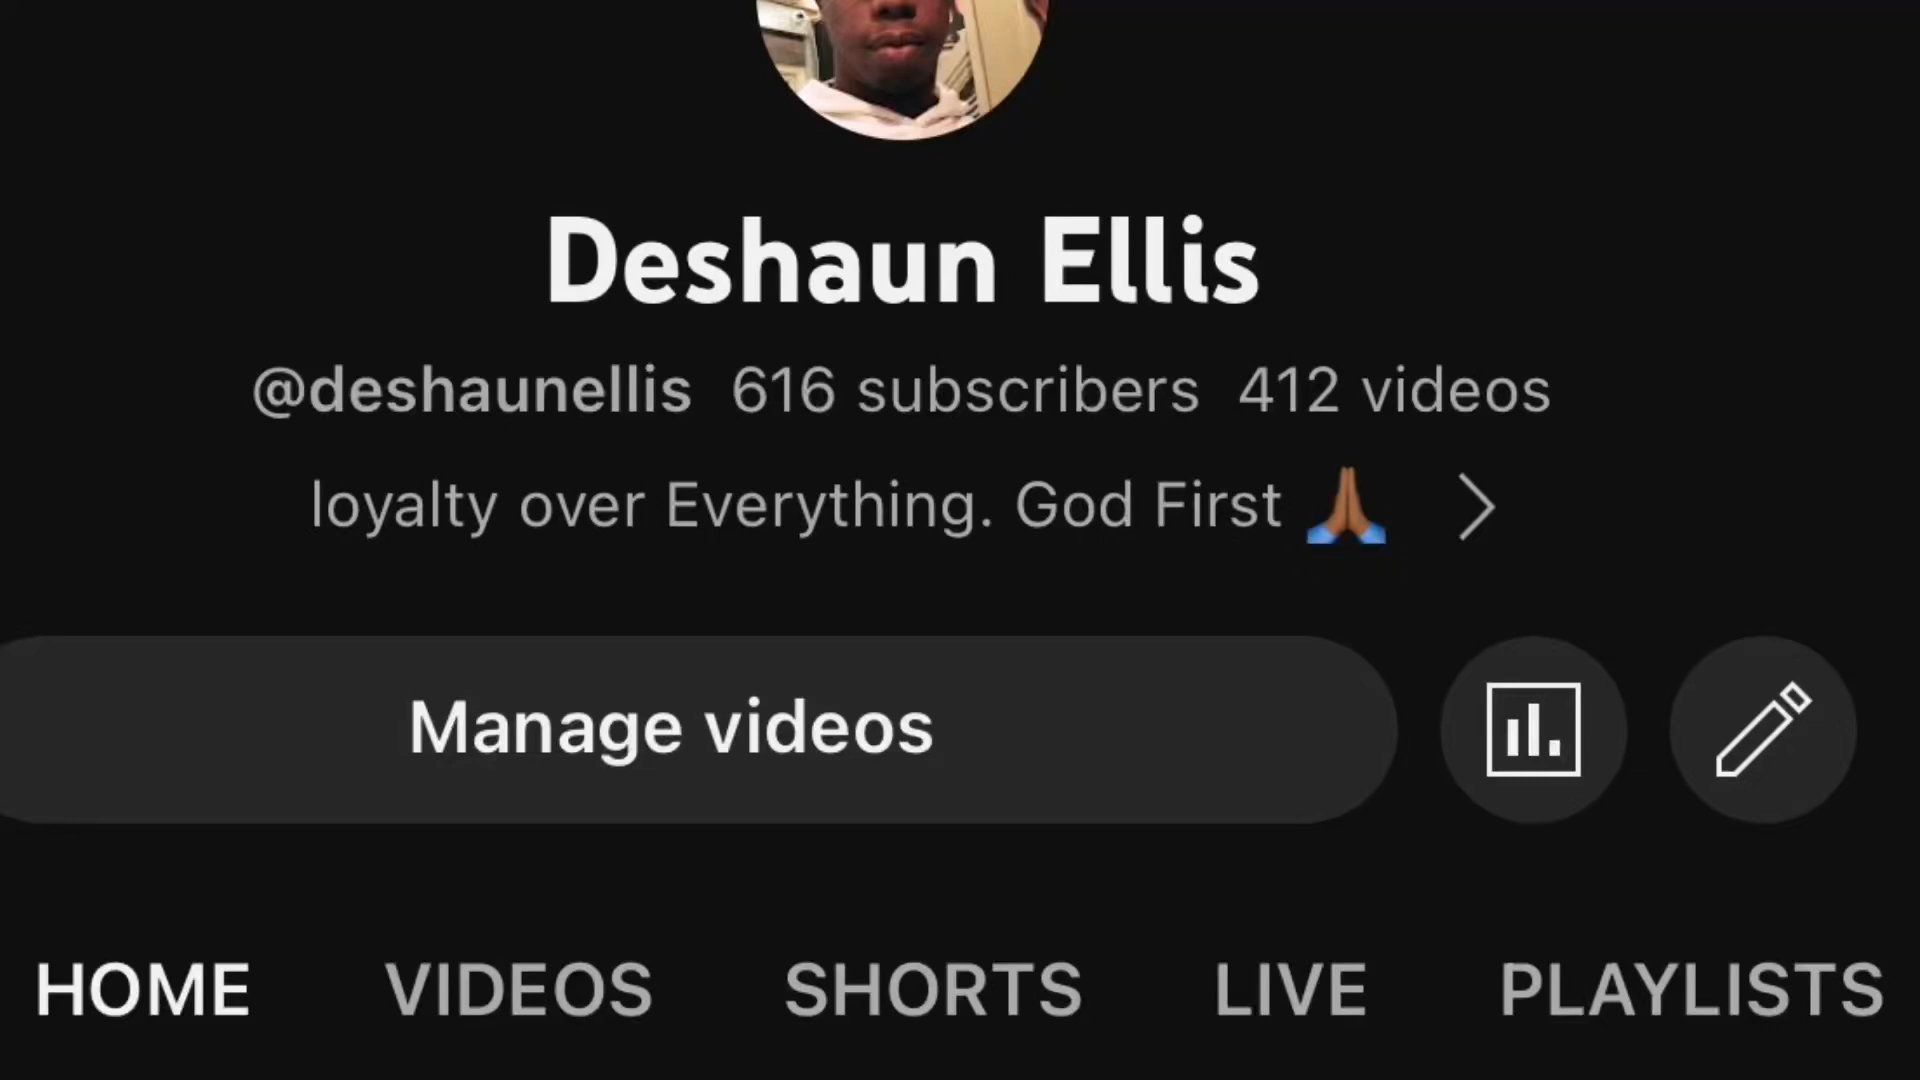 Deshaun Ellis
@deshaunellis 616 subscribers 412 videos
loyalty over Everything. God First 🙏🏾
Manage videos
HOME VIDEOS SHORTS LIVE PLAYLISTS